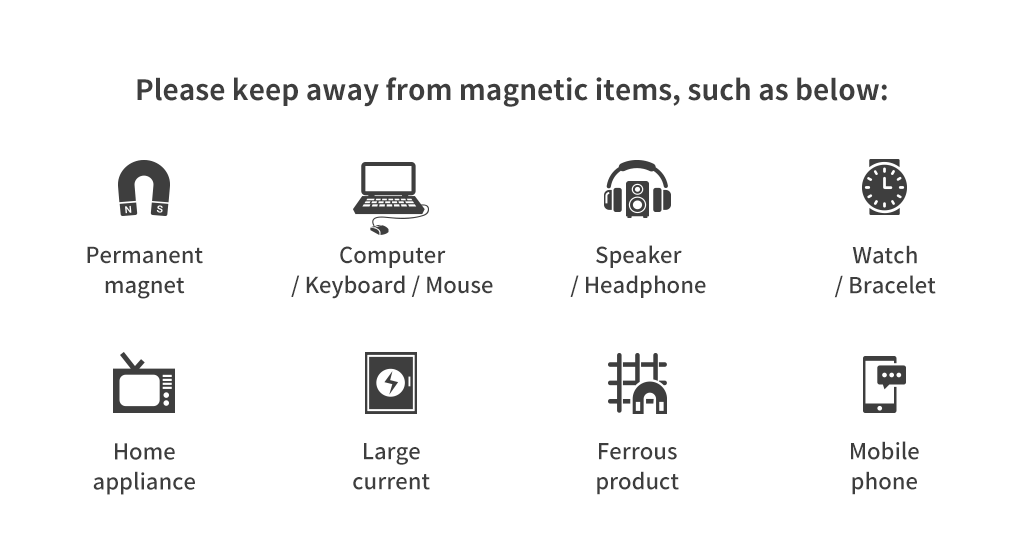 Please keep away from magnetic items, such as below:
N S
Permanent
magnet
Computer
/ Keyboard / Mouse
Speaker
/ Headphone
Watch
/ Bracelet
Home
appliance
Large
current
Ferrous
product
Mobile
phone